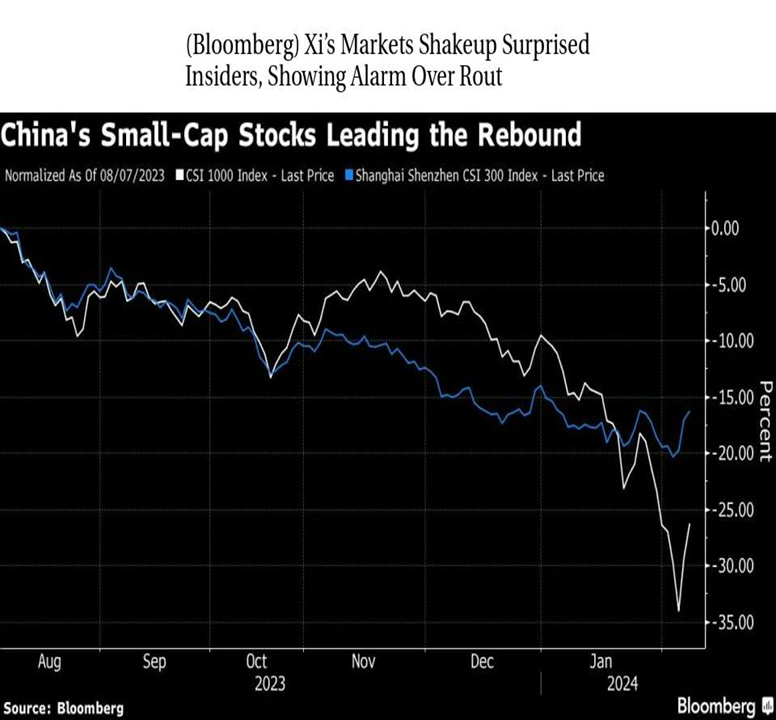 (Bloomberg) Xi's Markets Shakeup Surprised
Insiders, Showing Alarm Over Rout
China's Small-Cap Stocks Leading the Rebound
Normalized As Of 08/07/2023 CSI 1000 Index - Last Price Shanghai Shenzhen CSI 300 Index - Last Price
0.00
-5.00
-10.00
-15.00
-20.00
-25.00
-30.00
-35.00
Percent
Aug Sep Oct Nov Dec Jan
2023 2024
Source: Bloomberg
Bloomberg